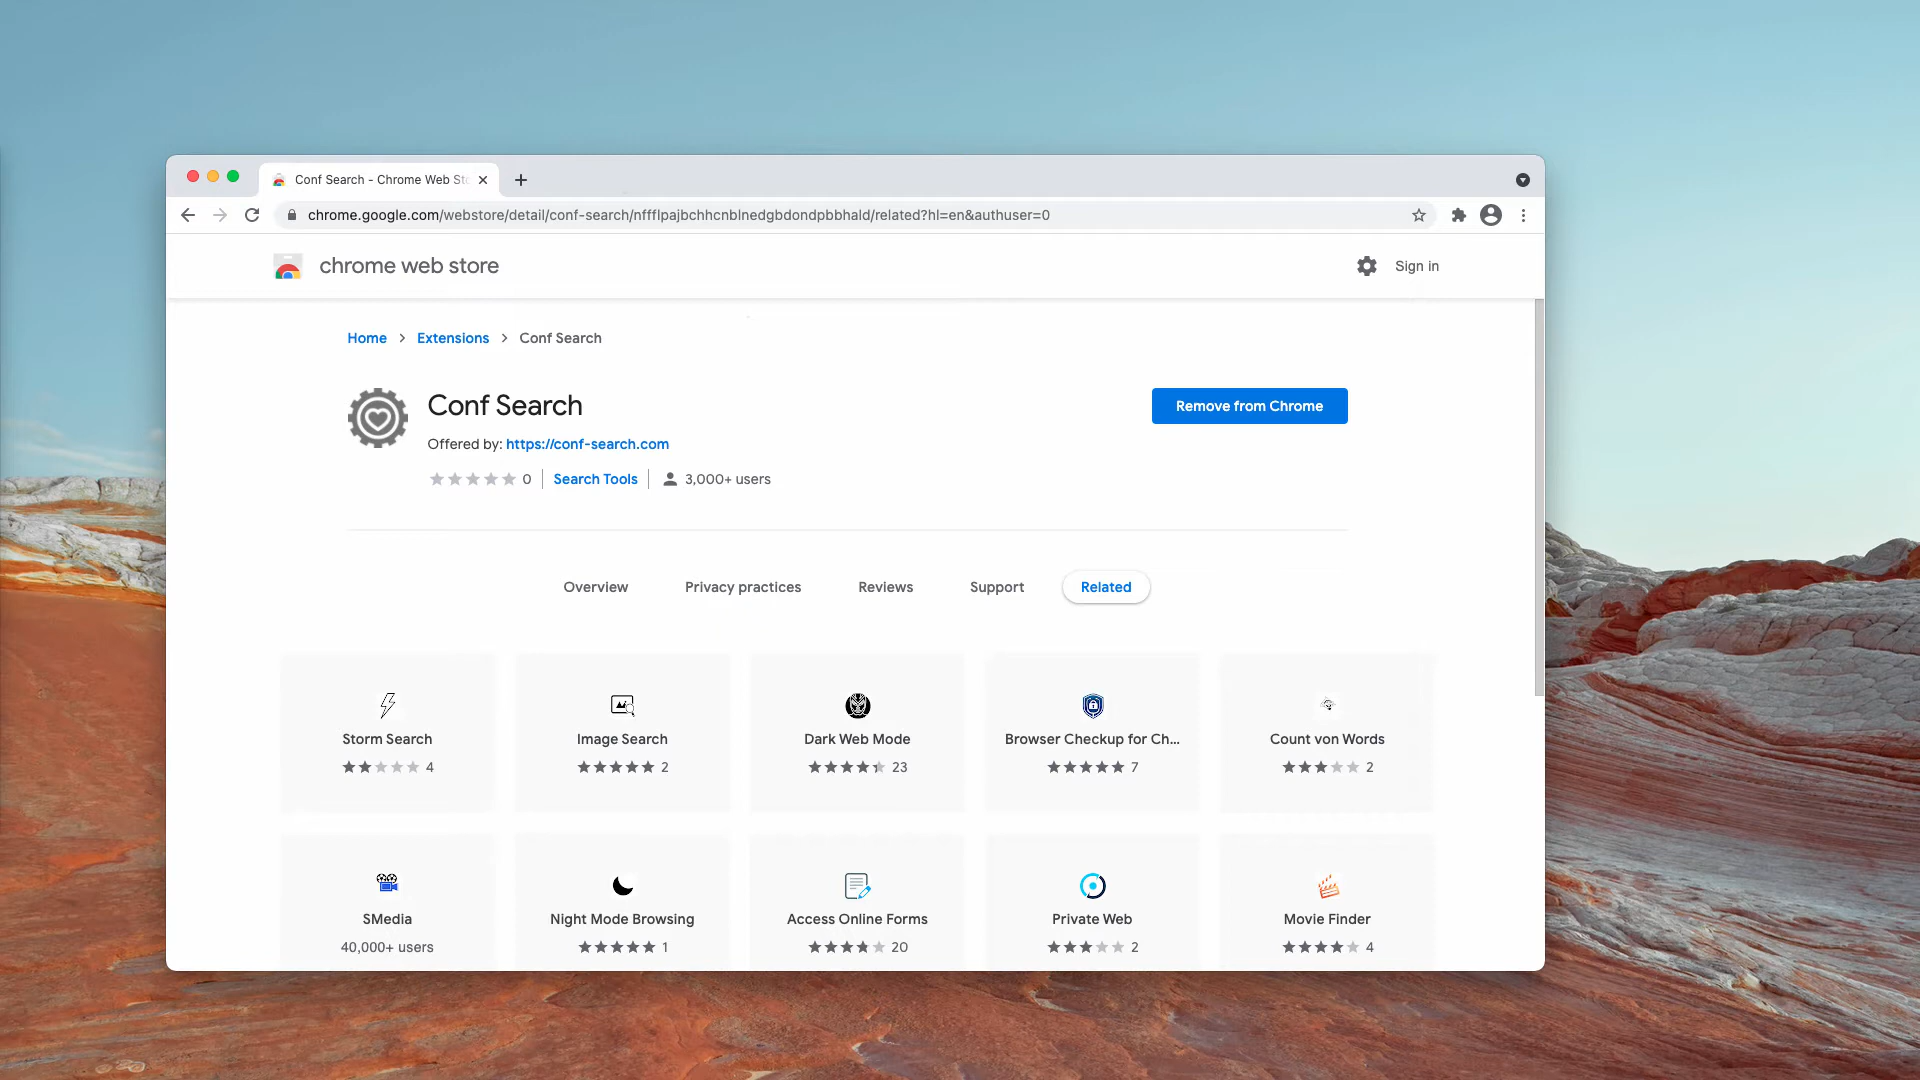 Conf Search - Chrome Web Sto
chrome.google.com/webstore/detail/conf-search/nffflpajbchhcnblnedgbdondpbbhald/related?hl=en&authuser=0
chrome web store
Sign in
Home > Extensions > Conf Search
Conf Search
Remove from Chrome
Offered by: https://conf-search.com
0 Search Tools 3,000+ users
Overview Privacy practices Reviews Support Related
Storm Search Image Search Dark Web Mode Browser Checkup for Ch... Count von Words
4 2 23 7 2
SMedia Night Mode Browsing Access Online Forms Private Web Movie Finder
40,000+ users 1 20 2 4